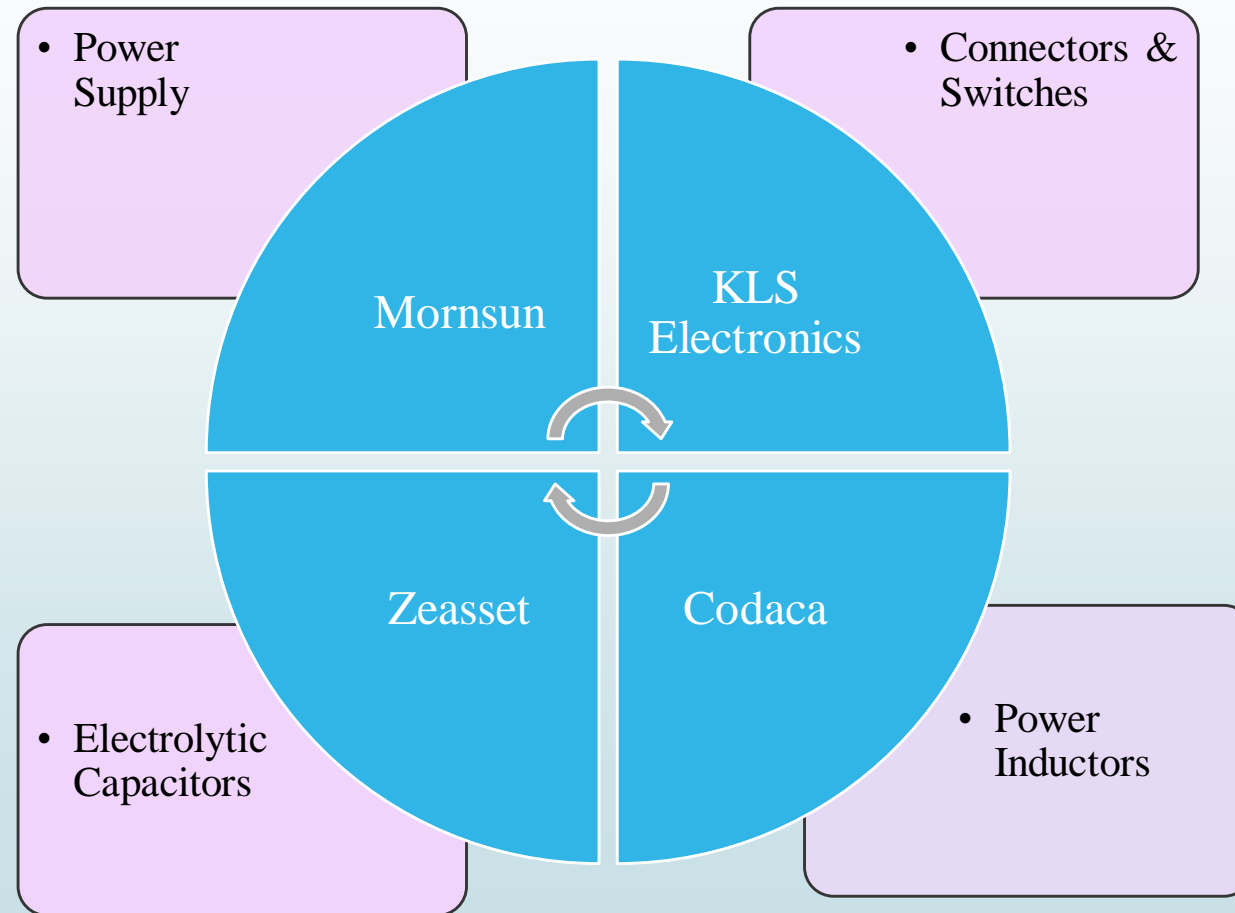 • Power
Supply
• Connectors &
Switches
Mornsun
KLS
Electronics
Zeasset
Codaca
• Electrolytic
Capacitors
• Power
Inductors